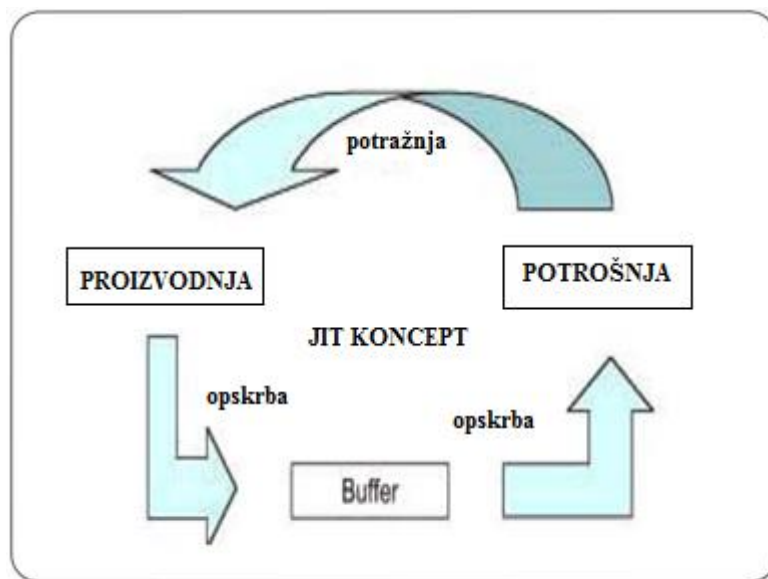 potražnja
PROIZVODNJA
POTROŠNJA
JIT KONCEPT
opskrba
opskrba
Buffer